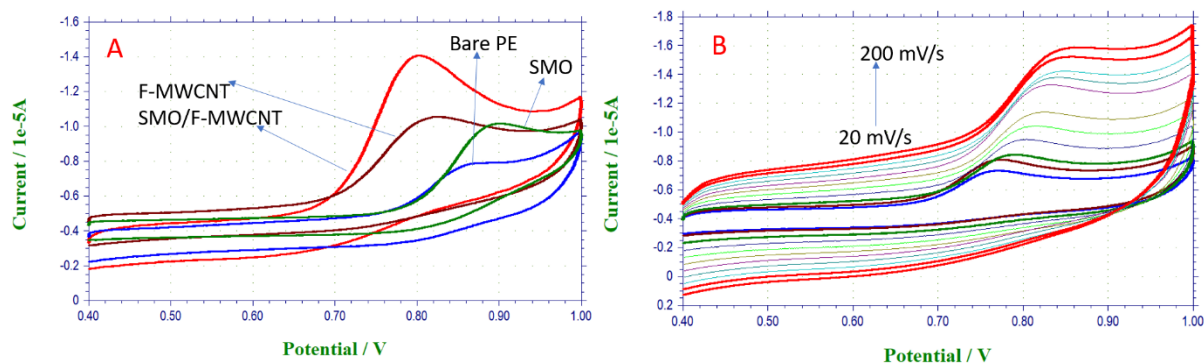 A
-1.6
-1.4
-1.2
-1.0
-0.8
-0.6
-0.4
-0.2
0
Current / 1e-5A
F-MWCNT
SMO/F-MWCNT
Bare PE
SMO
0.40
0.50
0.60
0.70
0.80
0.90
1.00
Potential / V
B
-1.8
-1.6
-1.4
-1.2
-1.0
-0.8
-0.6
-0.4
-0.2
0
0.2
Current / 1e-5A
200 mV/s
20 mV/s
0.40
0.50
0.60
0.70
0.80
0.90
1.00
Potential / V